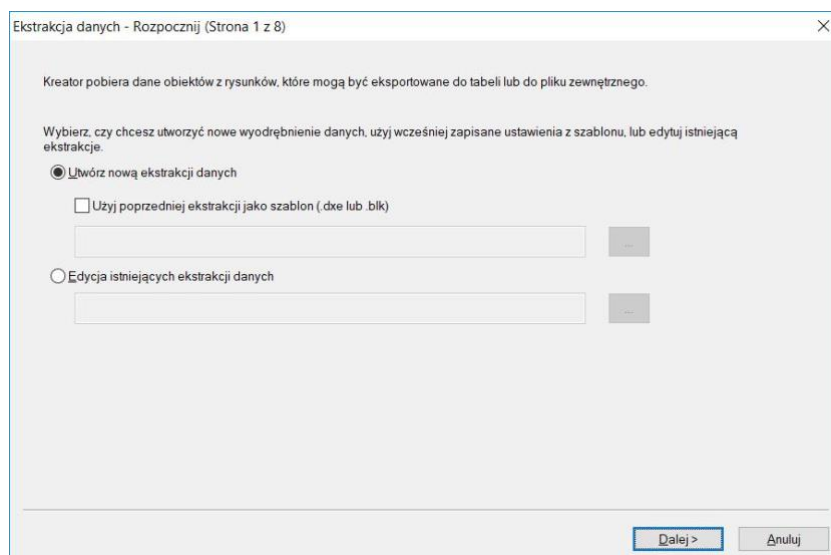 Ekstrakcja danych - Rozpocznij (Strona 1 z 8)
Kreator pobiera dane obiektów z rysunków, które mogą być eksportowane do tabeli lub do pliku zewnętrznego.
Wybierz, czy chcesz utworzyć nowe wyodrębnienie danych, użyj wcześniej zapisane ustawienia z szablonu, lub edytuj istniejącą
ekstrakcje.
Utwórz nową ekstrakcji danych
Użyj poprzedniej ekstrakcji jako szablon (.dxe lub .blk)
...
Edycja istniejących ekstrakcji danych
...
Dalej >
Anuluj